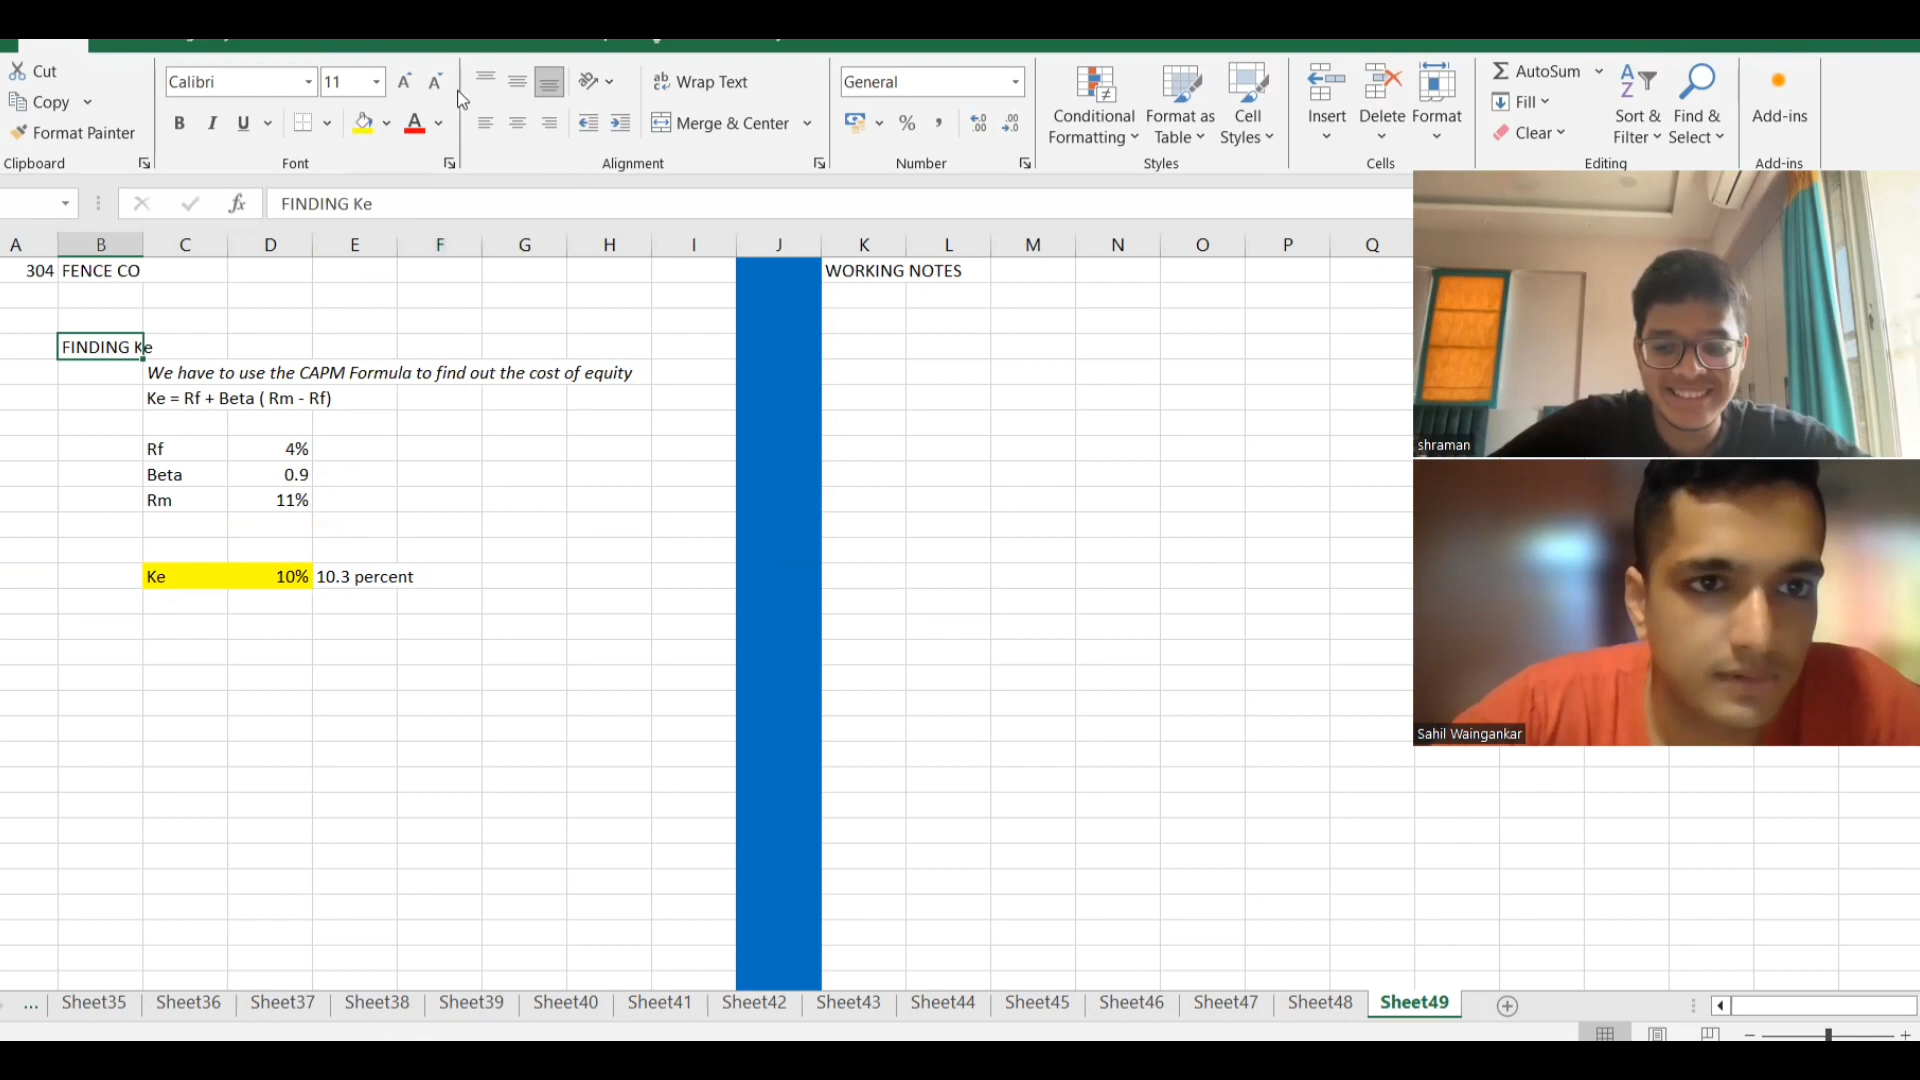 Cut
Copy
Format Painter
Clipboard
Calibri
11
B I U
Font
Wrap Text
Merge & Center
Alignment
General
Number
Conditional Formatting
Format as Table
Cell Styles
Styles
Insert
Delete
Format
Cells
AutoSum
Fill
Clear
Sort & Filter
Find & Select
Editing
Add-ins
Add-ins
fx FINDING Ke
A B C D E F G H I J K L M N O P Q
304 FENCE CO WORKING NOTES
FINDING Ke
We have to use the CAPM Formula to find out the cost of equity
Ke = Rf + Beta ( Rm - Rf)
Rf 4%
Beta 0.9
Rm 11%
Ke 10% 10.3 percent
shraman
Sahil Waingankar
... Sheet35 Sheet36 Sheet37 Sheet38 Sheet39 Sheet40 Sheet41 Sheet42 Sheet43 Sheet44 Sheet45 Sheet46 Sheet47 Sheet48 Sheet49